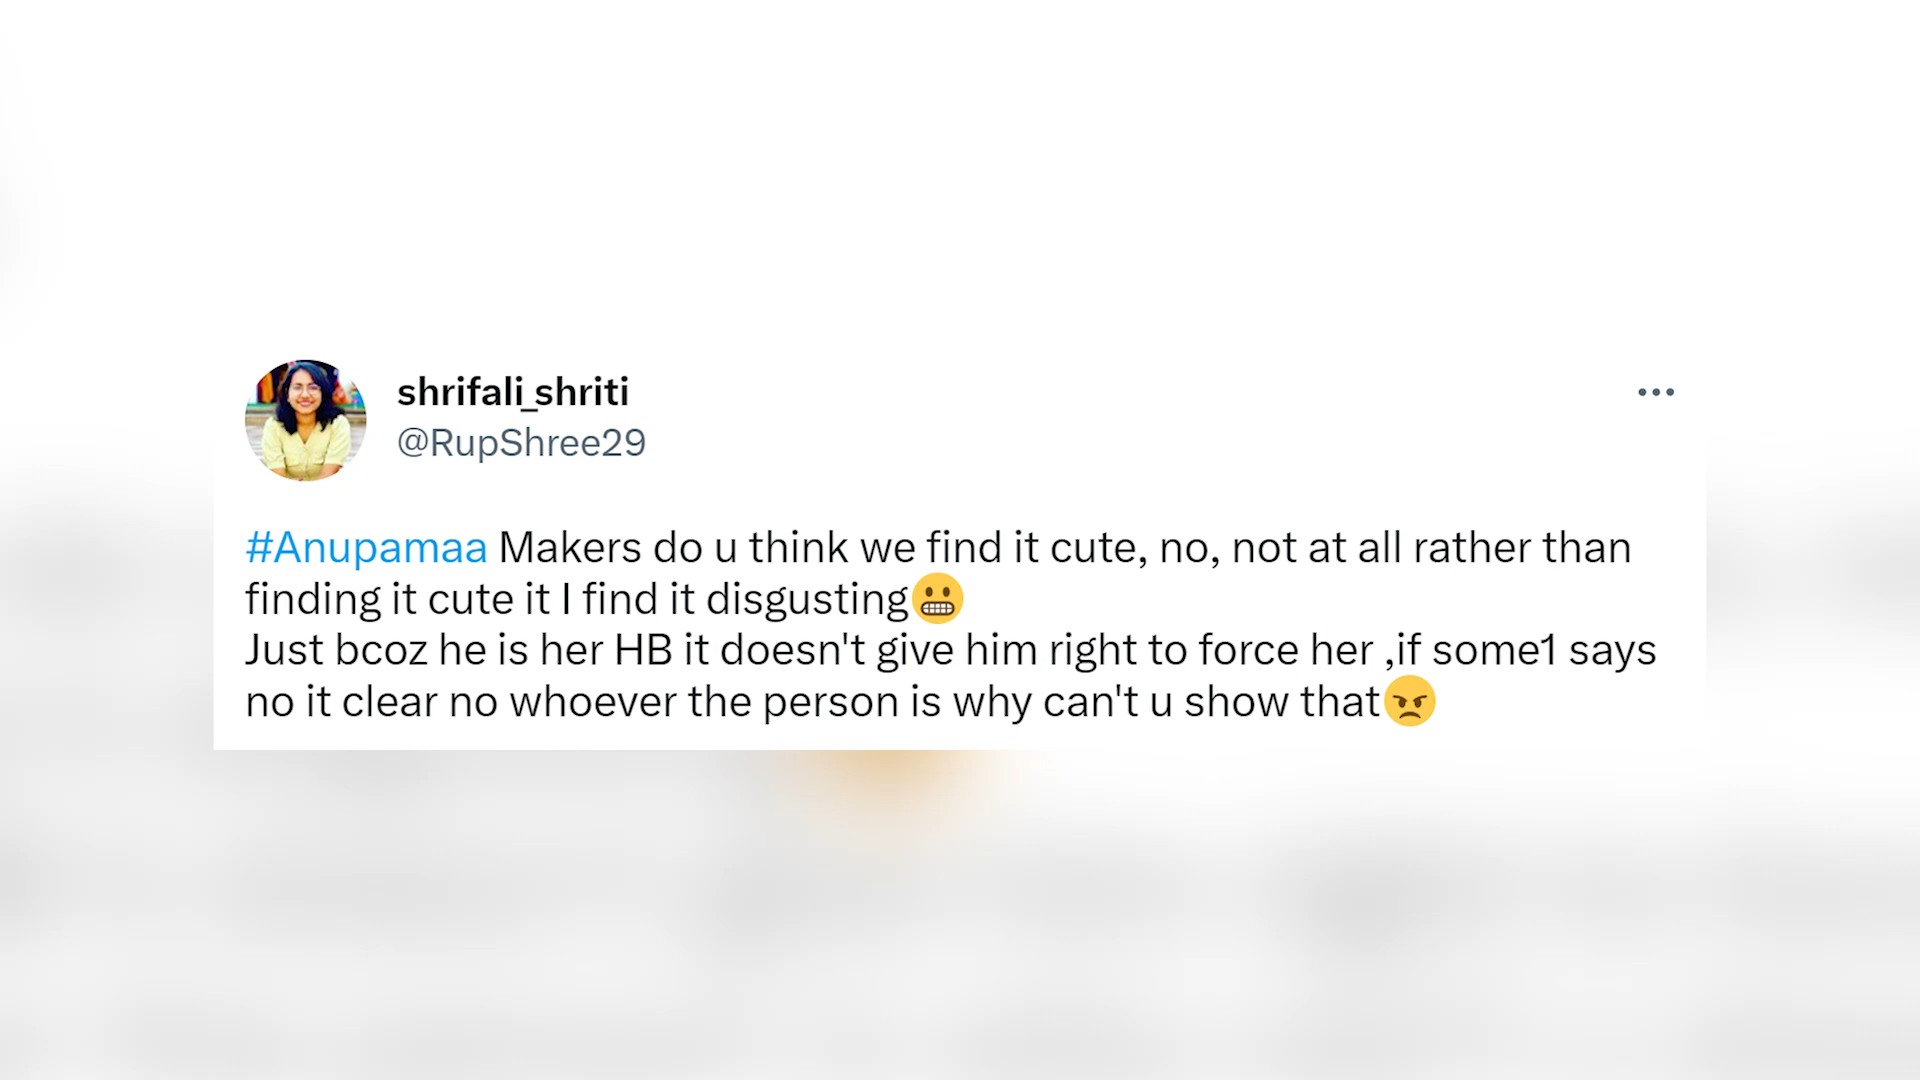 shrifali_shriti
@RupShree29
#Anupamaa Makers do u think we find it cute, no, not at all rather than
finding it cute it I find it disgusting😬
Just bcoz he is her HB it doesn't give him right to force her ,if some1 says
no it clear no whoever the person is why can't u show that😠